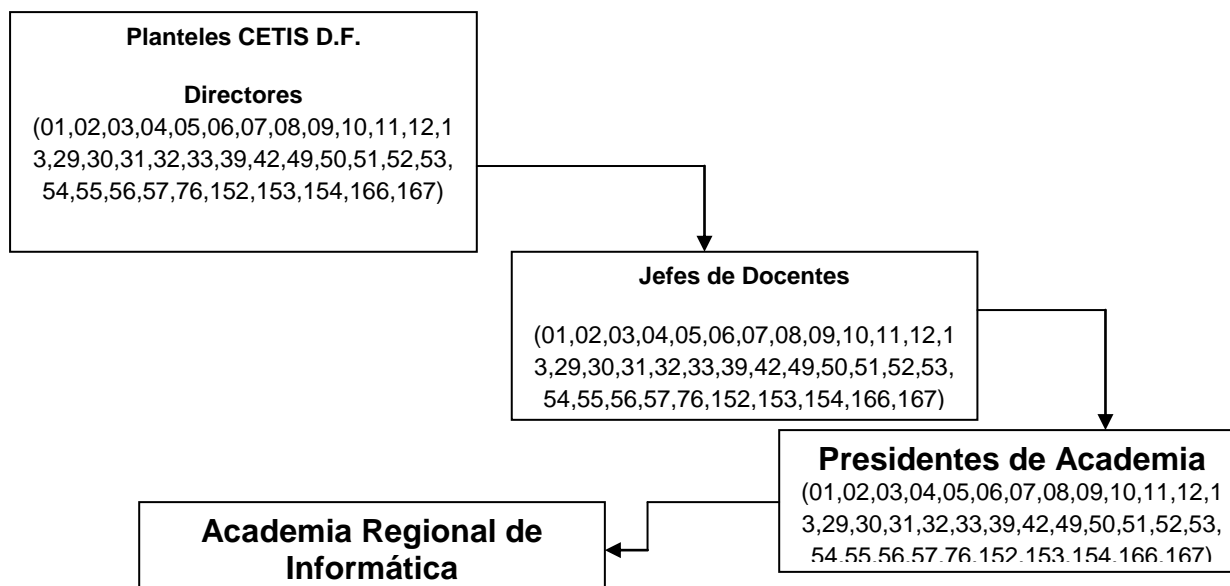 Planteles CETIS D.F.
Directores
(01,02,03,04,05,06,07,08,09,10,11,12,1
3,29,30,31,32,33,39,42,49,50,51,52,53,
54,55,56,57,76,152,153,154,166,167)
Jefes de Docentes
(01,02,03,04,05,06,07,08,09,10,11,12,1
3,29,30,31,32,33,39,42,49,50,51,52,53,
54,55,56,57,76,152,153,154,166,167)
Presidentes de Academia
(01,02,03,04,05,06,07,08,09,10,11,12,1
3,29,30,31,32,33,39,42,49,50,51,52,53,
54,55,56,57,76,152,153,154,166,167)
Academia Regional de
Informática